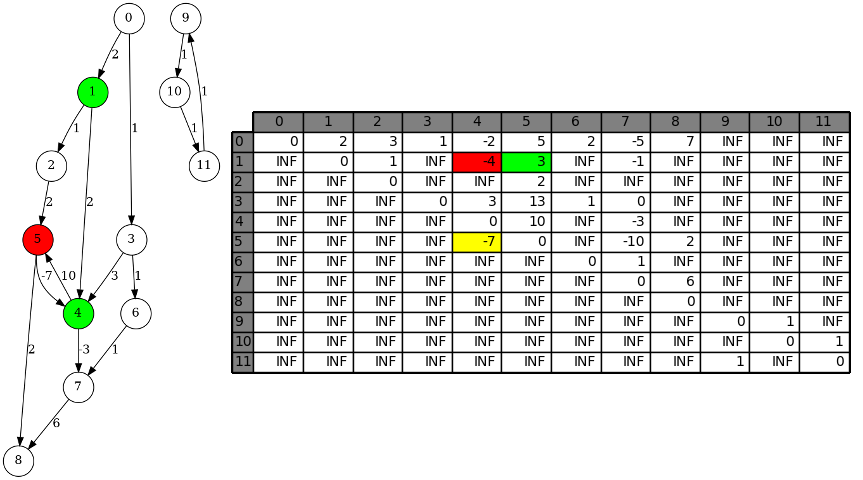 0
9
2
1
1
10
1
1
1
1
2
11
2
2
5
3
-7
10
3
1
4
6
2
-3
1
7
6
8
0 1 2 3 4 5 6 7 8 9 10 11
0 0 2 3 1 -2 5 2 -5 7 INF INF INF
1 INF 0 1 INF -4 3 INF -1 INF INF INF INF
2 INF INF 0 INF INF 2 INF INF INF INF INF INF
3 INF INF INF 0 3 13 1 0 INF INF INF INF
4 INF INF INF INF 0 10 INF -3 INF INF INF INF
5 INF INF INF INF -7 0 INF -10 2 INF INF INF
6 INF INF INF INF INF INF 0 1 INF INF INF INF
7 INF INF INF INF INF INF INF 0 6 INF INF INF
8 INF INF INF INF INF INF INF INF 0 INF INF INF
9 INF INF INF INF INF INF INF INF INF 0 1 INF
10 INF INF INF INF INF INF INF INF INF INF 0 1
11 INF INF INF INF INF INF INF INF INF 1 INF 0